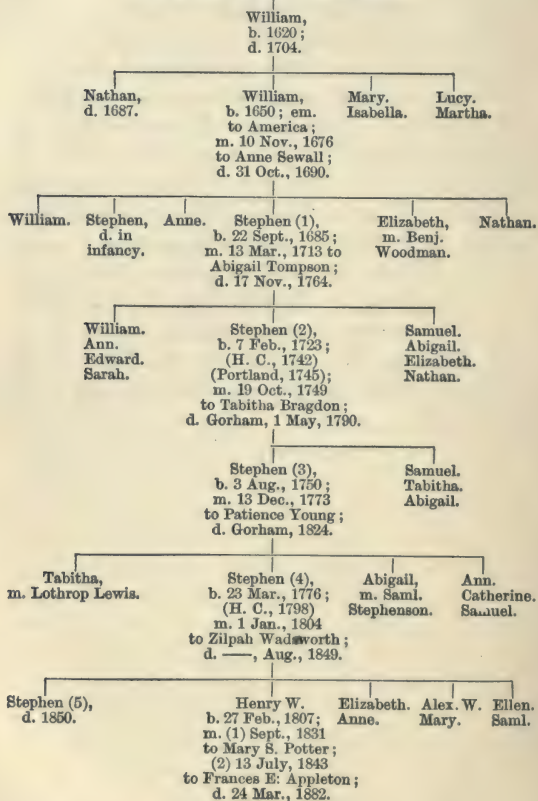 William,
b. 1620;
d. 1704.
Nathan,
d. 1687.
William,
b. 1650; em.
to America;
m. 10 Nov., 1676
to Anne Sewall;
d. 31 Oct., 1690.
Mary.
Isabella.
Lucy.
Martha.
William.
Stephen,
d. in
infancy.
Anne.
Stephen (1),
b. 22 Sept., 1685;
m. 13 Mar., 1713 to
Abigail Tompson;
d. 17 Nov., 1764.
Elizabeth,
m. Benj.
Woodman.
Nathan.
William.
Ann.
Edward.
Sarah.
Stephen (2),
b. 7 Feb., 1723;
(H. C., 1742)
(Portland, 1745);
m. 19 Oct., 1749
to Tabitha Bragdon;
d. Gorham, 1 May, 1790.
Samuel.
Abigail.
Elizabeth.
Nathan.
Stephen (3),
b. 3 Aug., 1750;
m. 13 Dec., 1773
to Patience Young;
d. Gorham, 1824.
Samuel.
Tabitha.
Abigail.
Tabitha,
m. Lothrop Lewis.
Stephen (4),
b. 23 Mar., 1776;
(H. C., 1798)
m. 1 Jan., 1804
to Zilpah Wadsworth;
d. ——, Aug., 1849.
Abigail,
m. Saml.
Stephenson.
Ann.
Catherine.
Samuel.
Stephen (5),
d. 1850.
Henry W.
b. 27 Feb., 1807;
m. (1) Sept., 1831
to Mary S. Potter;
(2) 13 July, 1843
to Frances E: Appleton;
d. 24 Mar., 1882.
Elizabeth.
Anne.
Alex. W.
Mary.
Ellen.
Saml.